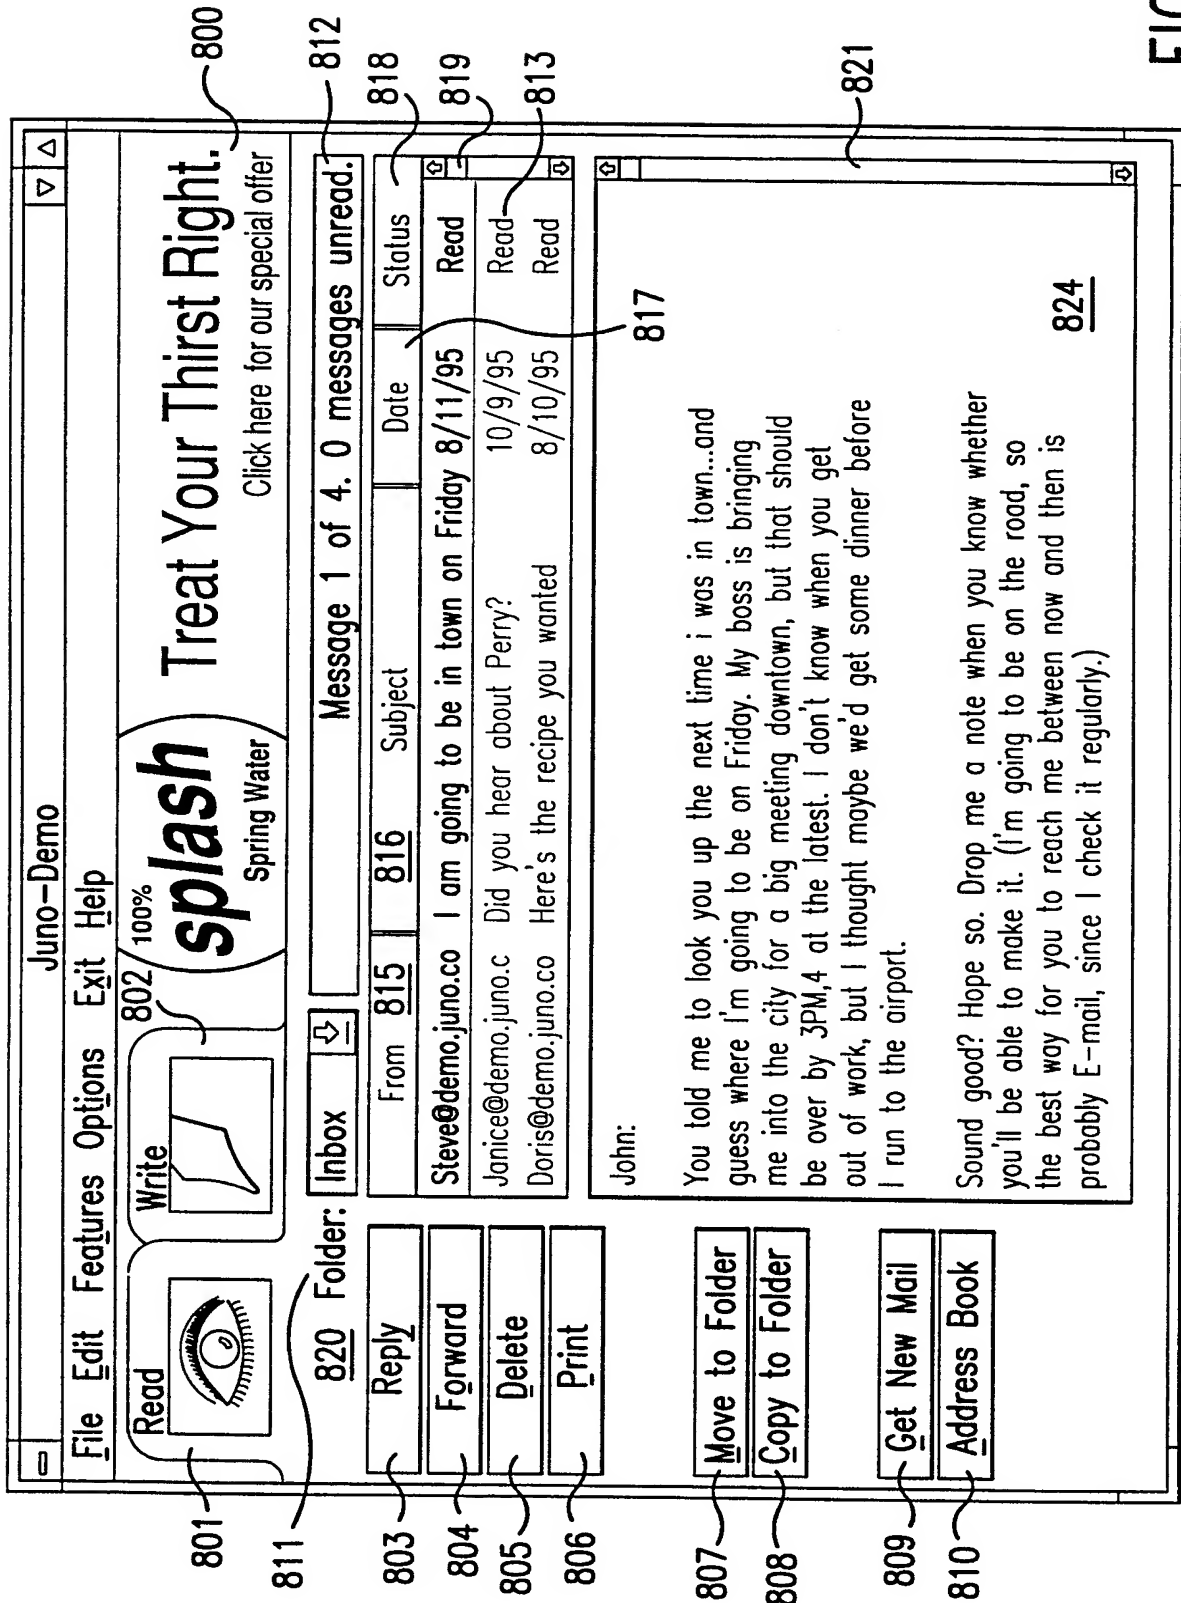 Juno-Demo
File Edit Features Options Exit Help
Read
Write
802
100%
splash
Spring Water
Treat Your Thirst Right.
Click here for our special offer
800
801
811
820 Folder: Inbox
Message 1 of 4. 0 messages unread.
812
From 815 816 Subject Date Status
818
Steve@demo.juno.co I am going to be in town on Friday 8/11/95 Read
819
Janice@demo.juno.c Did you hear about Perry? 10/9/95 Read
813
Doris@demo.juno.co Here's the recipe you wanted 8/10/95 Read
803
Reply
804
Forward
805
Delete
806
Print
817
John:
You told me to look you up the next time i was in town...and
guess where I'm going to be on Friday. My boss is bringing
me into the city for a big meeting downtown, but that should
be over by 3PM,4 at the latest. I don't know when you get
out of work, but I thought maybe we'd get some dinner before
I run to the airport.
Sound good? Hope so. Drop me a note when you know whether
you'll be able to make it. (I'm going to be on the road, so
the best way for you to reach me between now and then is
probably E-mail, since I check it regularly.)
821
824
807
Move to Folder
808
Copy to Folder
809
Get New Mail
810
Address Book